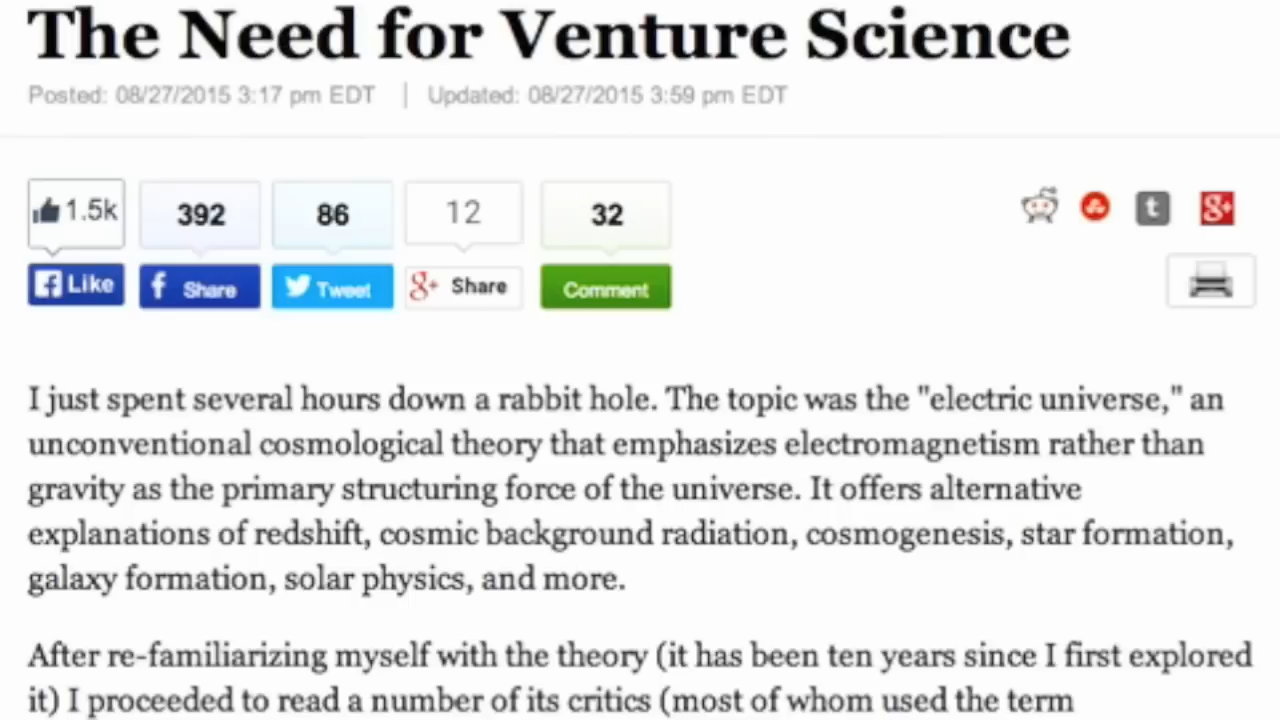 The Need for Venture Science
Posted: 08/27/2015 3:17 pm EDT | Updated: 08/27/2015 3:59 pm EDT
1.5k 392 86 12 32
Like Share Tweet g+ Share Comment
t g+
I just spent several hours down a rabbit hole. The topic was the "electric universe," an
unconventional cosmological theory that emphasizes electromagnetism rather than
gravity as the primary structuring force of the universe. It offers alternative
explanations of redshift, cosmic background radiation, cosmogenesis, star formation,
galaxy formation, solar physics, and more.
After re-familiarizing myself with the theory (it has been ten years since I first explored
it) I proceeded to read a number of its critics (most of whom used the term